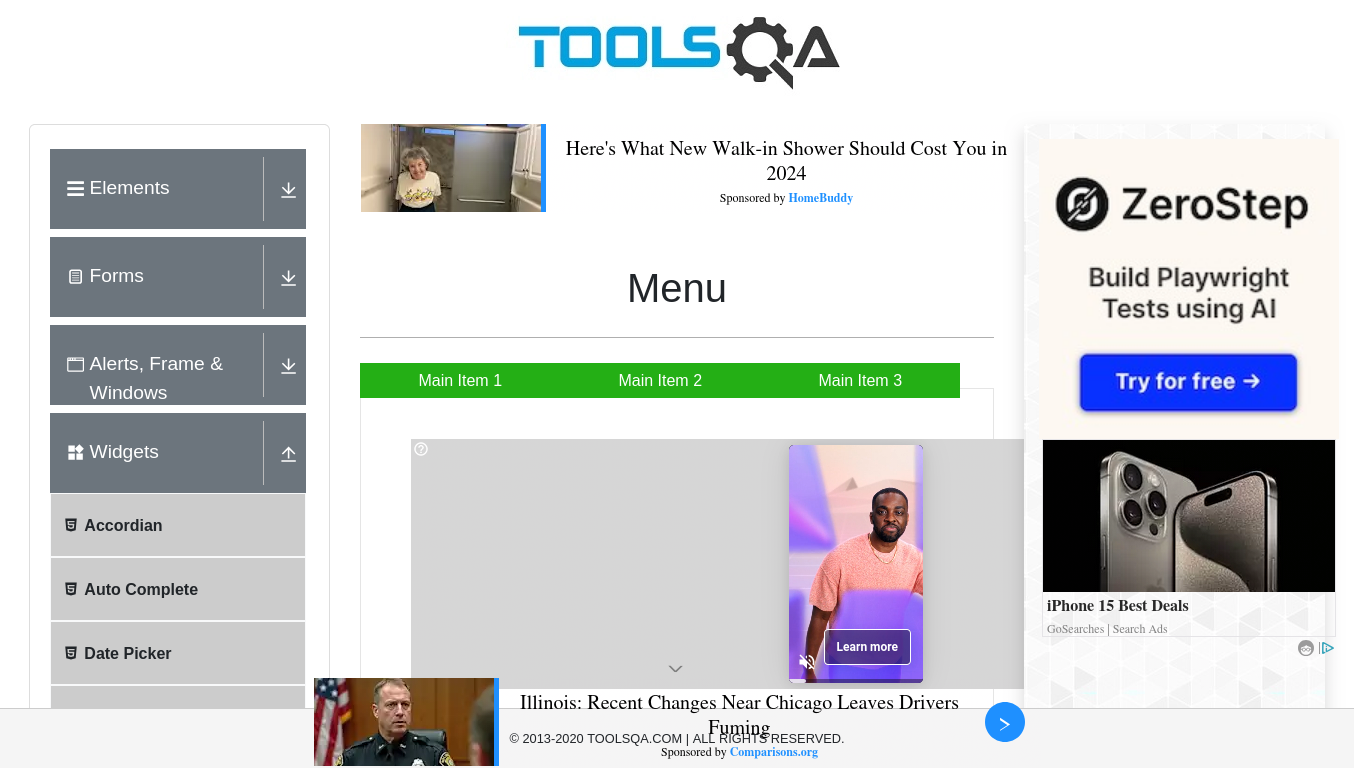 TOOLSQA
Elements
Forms
Alerts, Frame &
Windows
Widgets
Accordian
Auto Complete
Date Picker
Here's What New Walk-in Shower Should Cost You in
2024
Sponsored by HomeBuddy
Menu
Main Item 1
Main Item 2
Main Item 3
Learn more
ZeroStep
Build Playwright
Tests using AI
Try for free →
iPhone 15 Best Deals
GoSearches | Search Ads
Illinois: Recent Changes Near Chicago Leaves Drivers
Fuming
© 2013-2020 TOOLSQA.COM | ALL RIGHTS RESERVED.
Sponsored by Comparisons.org